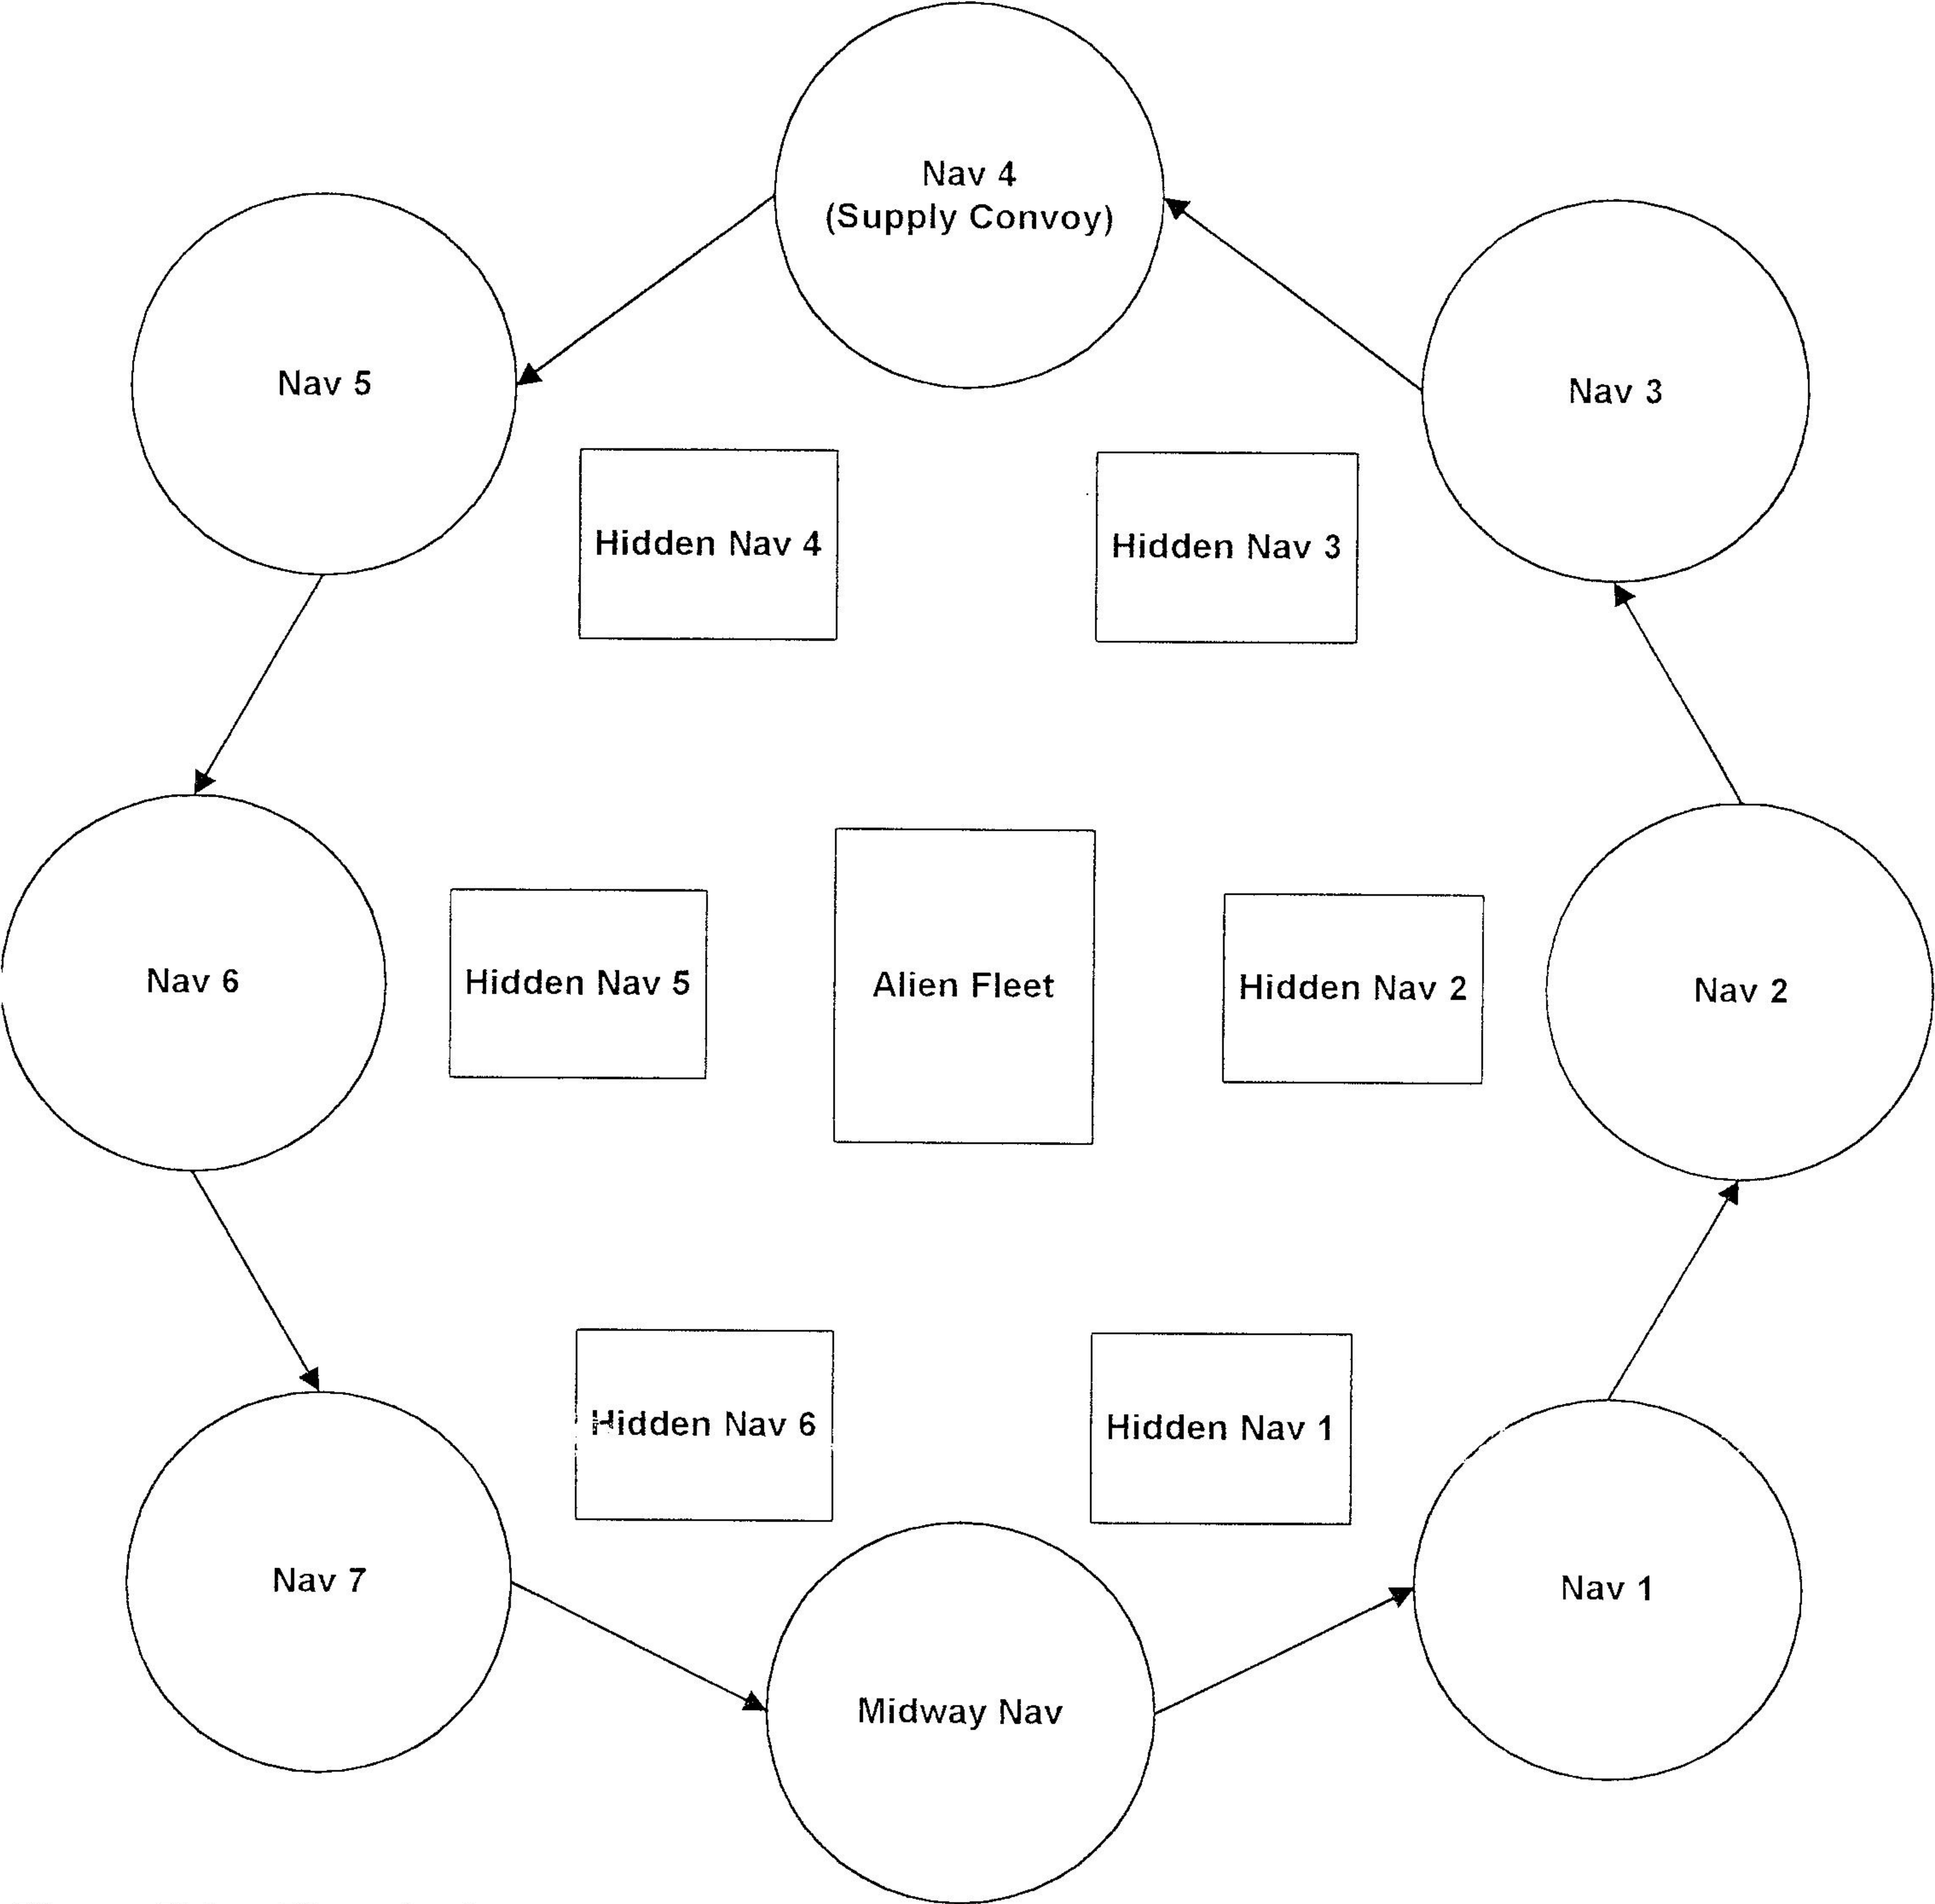 Nav 4
(Supply Convoy)
Nav 5
Nav 3
Hidden Nav 4
Hidden Nav 3
Nav 6
Hidden Nav 5
Alien Fleet
Hidden Nav 2
Nav 2
Hidden Nav 6
Hidden Nav 1
Nav 7
Nav 1
Midway Nav